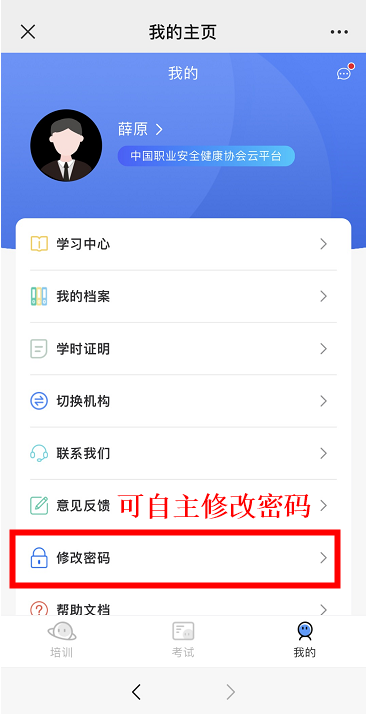 我的主页
我的
薛原
中国职业安全健康协会云平台
学习中心
我的档案
学时证明
切换机构
联系我们
意见反馈
可自主修改密码
修改密码
帮助文档
培训
考试
我的